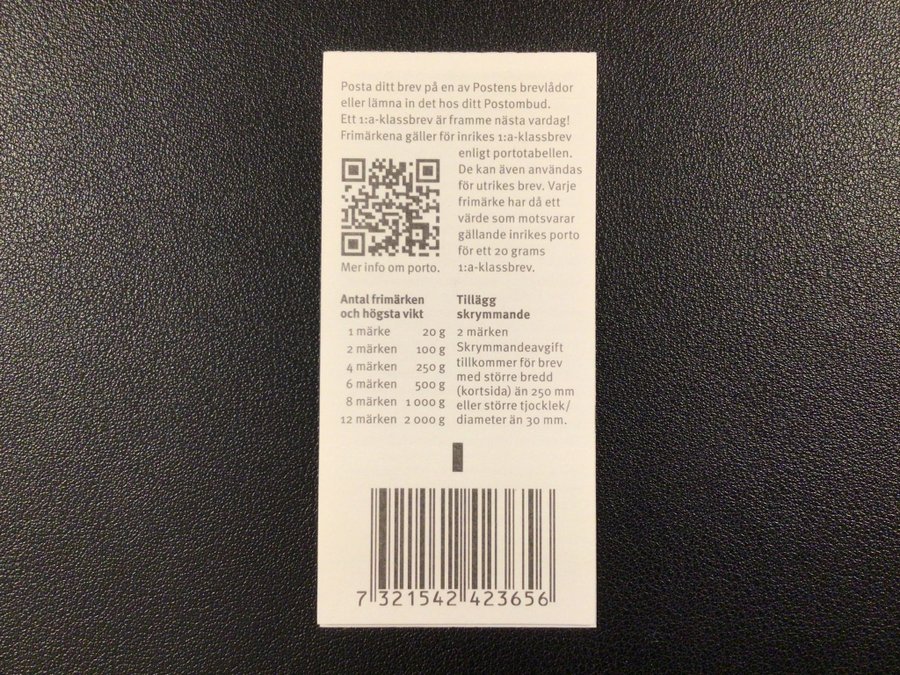 Posta ditt brev på en av Postens brevlådor
eller lämna in det hos ditt Postombud.
Ett 1:a-klassbrev är framme nästa vardag!
Frimärkena gäller för inrikes 1:a-klassbrev
enligt portotabellen.
De kan även användas
för utrikes brev. Varje
frimärke har då ett
värde som motsvarar
gällande inrikes porto
för ett 20 grams
1:a-klassbrev.
Mer info om porto.
Antal frimärken
och högsta vikt
1 märke 20 g
2 märken 100 g
4 märken 250 g
6 märken 500 g
8 märken 1 000 g
12 märken 2 000 g
Tillägg
skrymmande
2 märken
Skrymmandeavgift
tillkommer för brev
med större bredd
(kortsida) än 250 mm
eller större tjocklek/
diameter än 30 mm.
7 321542 423656